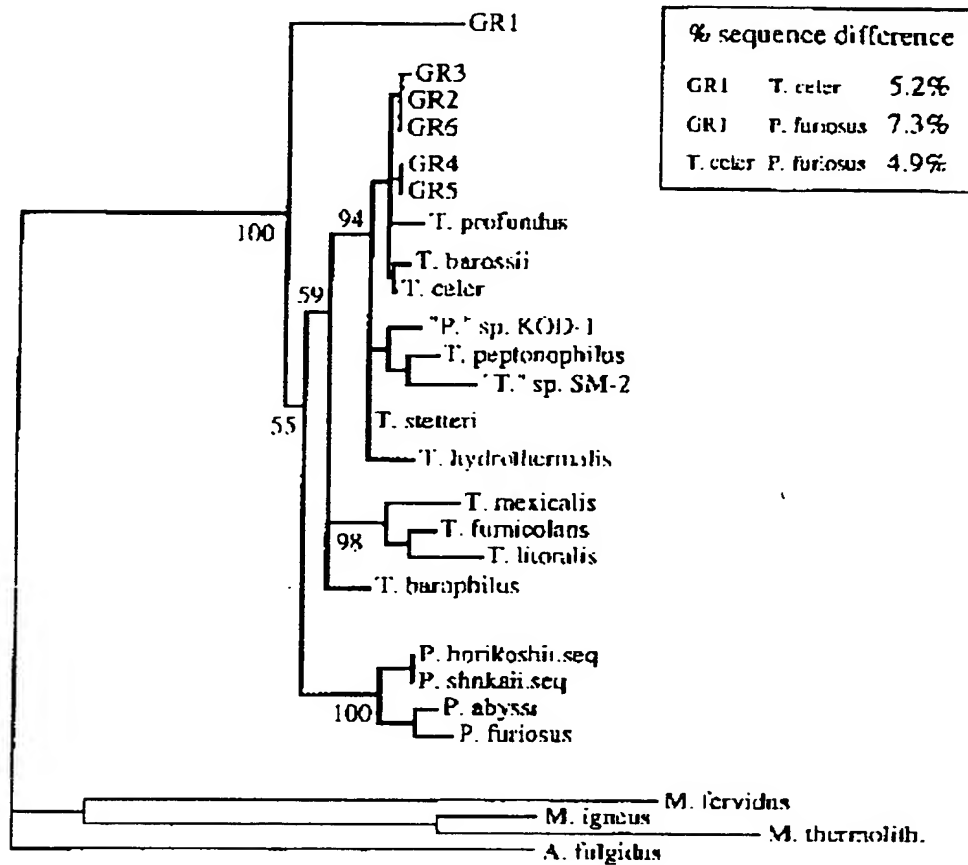 GR1
GR3
GR2
GR6
GR4
GR5
94
T. profundus
100
T. barossii
59
T. celer
"P." sp. KOD-1
T. peptonophilus
"T." sp. SM-2
55
T. stetteri
T. hydrothermalis
T. mexicalis
T. fumicolans
98
T. litoralis
T. barophilus
P. horikoshii.seq
P. shnkaii.seq
100
P. abyssi
P. furiosus
M. fervidus
M. igneus
M. thermolith.
A. fulgidus
% sequence difference
GR1 T. celer 5.2%
GR1 P. furiosus 7.3%
T. celer P. furiosus 4.9%